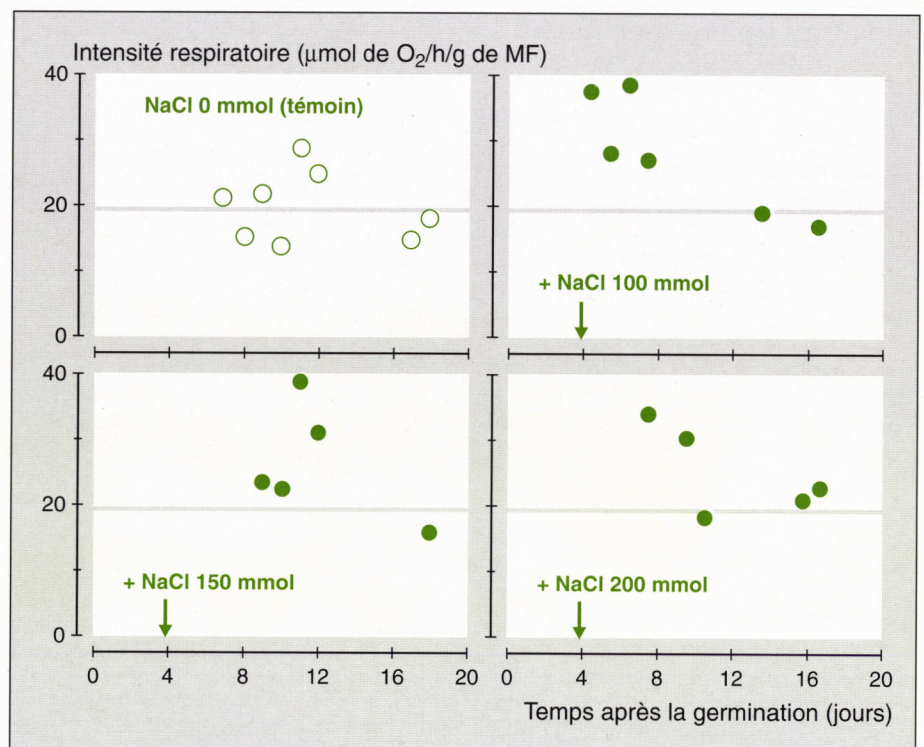 Intensité respiratoire (µmol de O₂/h/g de MF)
40
20
0
NaCl 0 mmol (témoin)
+ NaCl 100 mmol
40
20
0
+ NaCl 150 mmol
+ NaCl 200 mmol
0 4 8 12 16 20
0 4 8 12 16 20
Temps après la germination (jours)